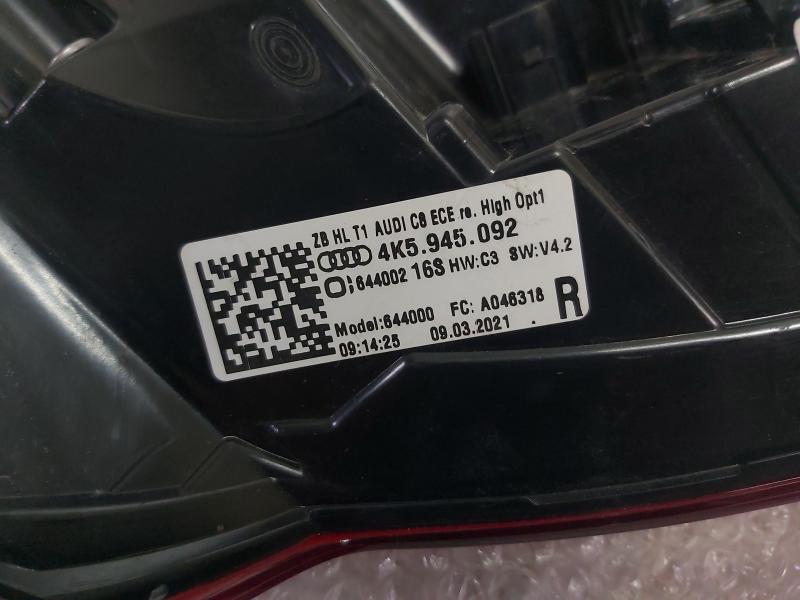 ZB HL T1 AUDI C8 ECE re. High Opt1
4K5.945.092
644002 16S HW:C3 SW:V4.2
Model:644000 FC: A046318
09:14:25 09.03.2021 .
R